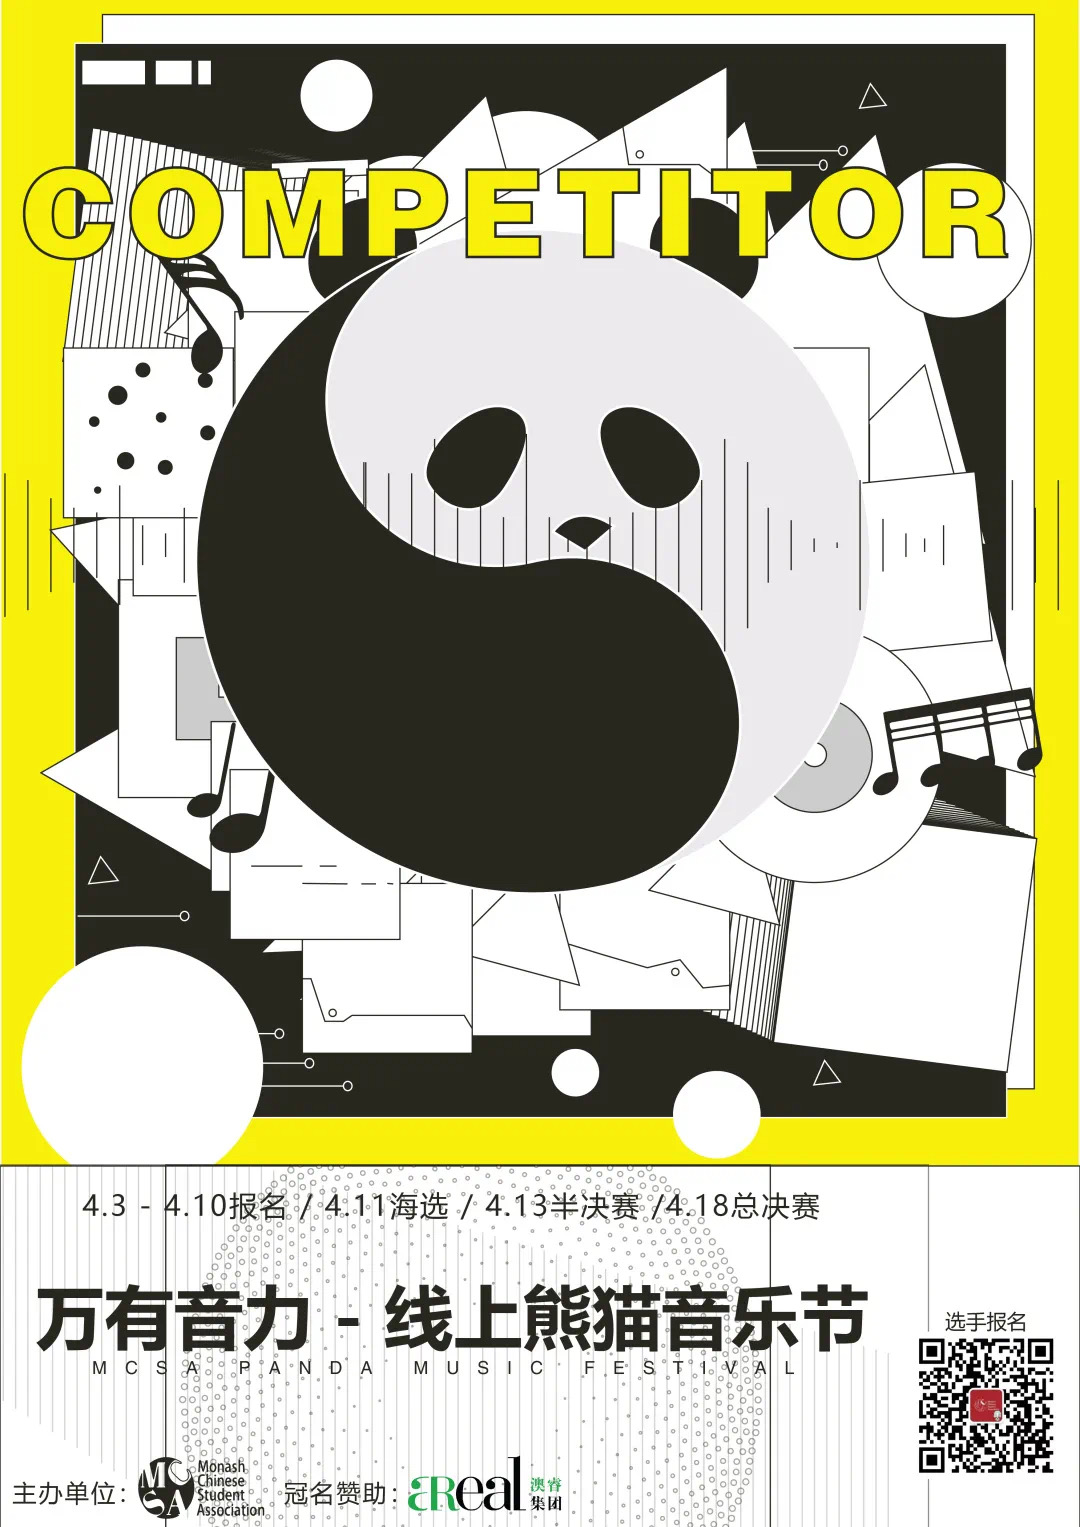 COMPETITOR
4.3 - 4.10报名 / 4.11海选 / 4.13半决赛 /4.18总决赛
万有音力 - 线上熊猫音乐节
MCSA PANDA MUSIC FESTIVAL
选手报名
主办单位：
MCSA
Monash
Chinese
Student
Association
冠名赞助：
aReal
澳睿
集团